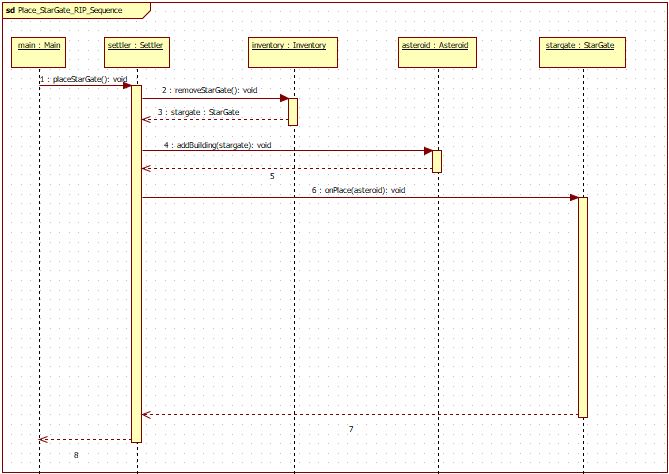 sd Place_StarGate_RIP_Sequence
main : Main
settler : Settler
inventory : Inventory
asteroid : Asteroid
stargate : StarGate
1 : placeStarGate(): void
2 : removeStarGate(): void
3 : stargate : StarGate
4 : addBuilding(stargate): void
5
6 : onPlace(asteroid): void
7
8